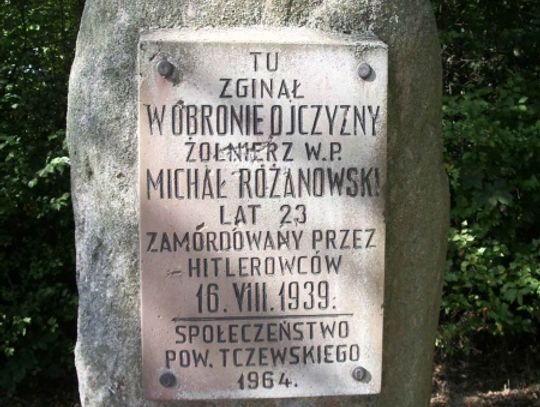 TU
ZGINĄŁ
W OBRONIE OJCZYZNY
ŻOŁNIERZ W.P.
MICHAŁ RÓŻANOWSKI
LAT 23
ZAMORDOWANY PRZEZ
HITLEROWCÓW
16.VIII.1939.
SPOŁECZEŃSTWO
POW. TCZEWSKIEGO
1964.